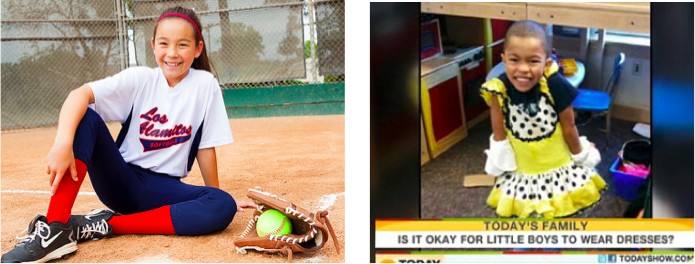 Los
Alamitos
SOFTBALL
TODAY'S FAMILY
IS IT OKAY FOR LITTLE BOYS TO WEAR DRESSES?
TODAY
TODAYSHOW.COM